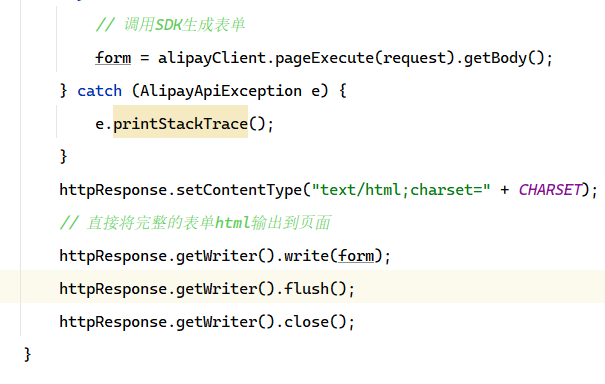 // 调用SDK生成表单
form = alipayClient.pageExecute(request).getBody();
} catch (AlipayApiException e) {
e.printStackTrace();
}
httpResponse.setContentType("text/html;charset=" + CHARSET);
// 直接将完整的表单html输出到页面
httpResponse.getWriter().write(form);
httpResponse.getWriter().flush();
httpResponse.getWriter().close();
}